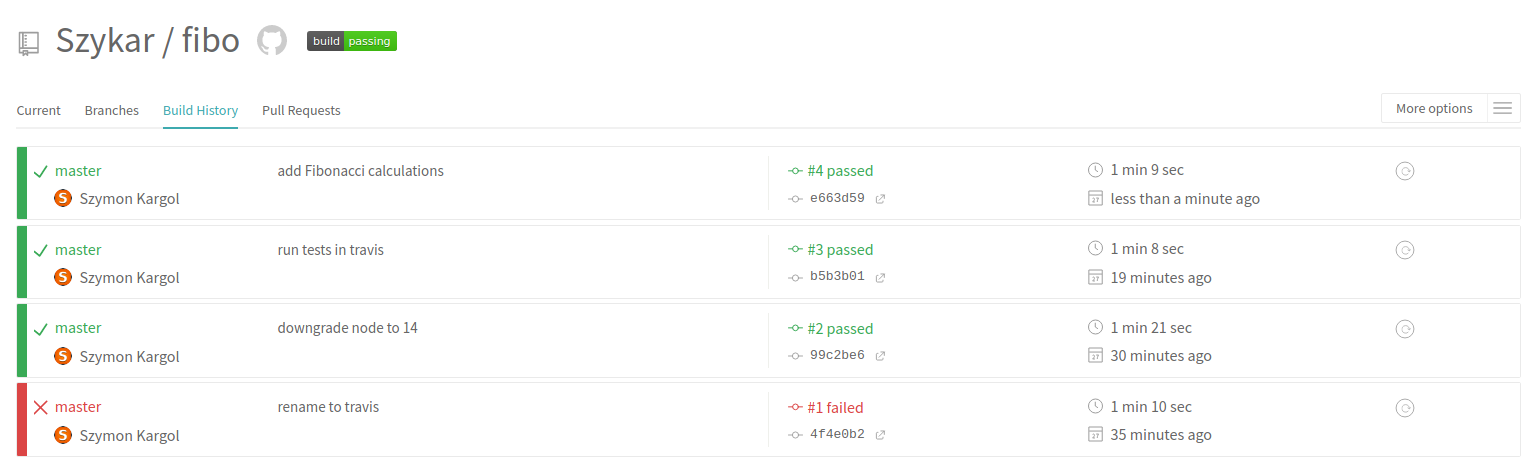 Szykar / fibo build passing
Current Branches Build History Pull Requests More options
master add Fibonacci calculations #4 passed 1 min 9 sec
S Szymon Kargol e663d59 27 less than a minute ago
master run tests in travis #3 passed 1 min 8 sec
S Szymon Kargol b5b3b01 27 19 minutes ago
master downgrade node to 14 #2 passed 1 min 21 sec
S Szymon Kargol 99c2be6 27 30 minutes ago
master rename to travis #1 failed 1 min 10 sec
S Szymon Kargol 4f4e0b2 27 35 minutes ago